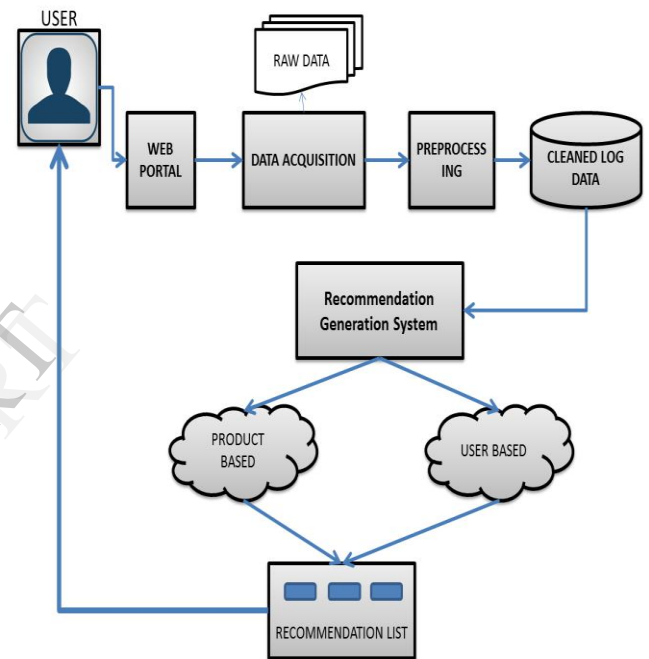 USER
RAW DATA
WEB
PORTAL
DATA ACQUISITION
PREPROCESS
ING
CLEANED LOG
DATA
Recommendation
Generation System
PRODUCT
BASED
USER BASED
RECOMMENDATION LIST